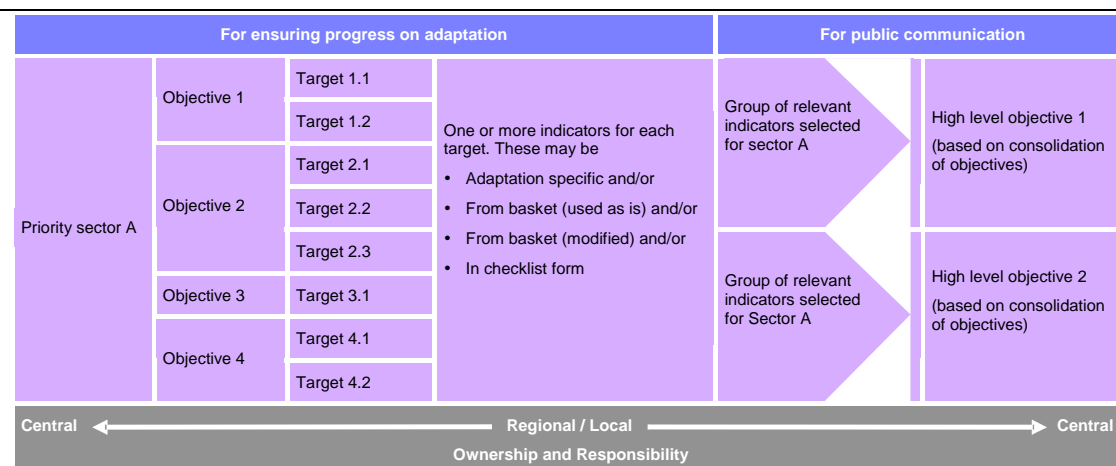 For ensuring progress on adaptation
For public communication
Priority sector A
Objective 1
Target 1.1
Target 1.2
Objective 2
Target 2.1
Target 2.2
Target 2.3
Objective 3
Target 3.1
Objective 4
Target 4.1
Target 4.2
One or more indicators for each
target. These may be
• Adaptation specific and/or
• From basket (used as is) and/or
• From basket (modified) and/or
• In checklist form
Group of relevant
indicators selected
for sector A
High level objective 1
(based on consolidation
of objectives)
Group of relevant
indicators selected
for Sector A
High level objective 2
(based on consolidation
of objectives)
Central
Regional / Local
Central
Ownership and Responsibility